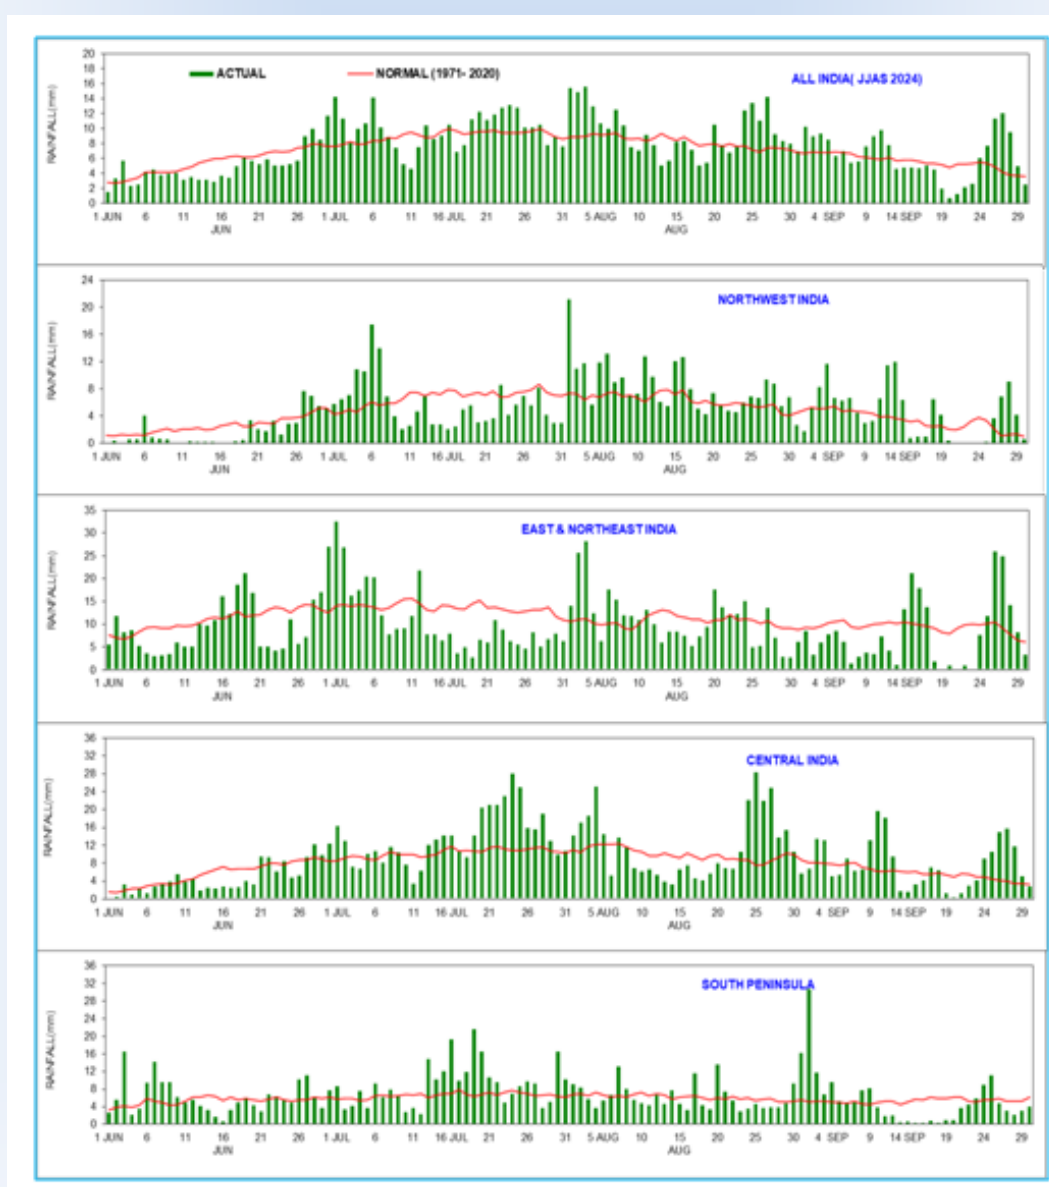 20
18
16
14
12
10
8
6
4
2
0
RAINFALL(mm)
ACTUAL NORMAL (1971- 2020) ALL INDIA( JJAS 2024)
1 JUN 6 11 16 21 26 1 JUL 6 11 16 JUL 21 26 31 5 AUG 10 15 20 25 30 4 SEP 9 14 SEP 19 24 29
JUN AUG
24
20
16
12
8
4
0
RAINFALL(mm)
NORTHWEST INDIA
1 JUN 6 11 16 21 26 1 JUL 6 11 16 JUL 21 26 31 5 AUG 10 15 20 25 30 4 SEP 9 14 SEP 19 24 29
JUN AUG
35
30
25
20
15
10
5
0
RAINFALL(mm)
EAST & NORTHEAST INDIA
1 JUN 6 11 16 21 26 1 JUL 6 11 16 JUL 21 26 31 5 AUG 10 15 20 25 30 4 SEP 9 14 SEP 19 24 29
JUN AUG
36
32
28
24
20
16
12
8
4
0
RAINFALL(mm)
CENTRAL INDIA
1 JUN 6 11 16 21 26 1 JUL 6 11 16 JUL 21 26 31 5 AUG 10 15 20 25 30 4 SEP 9 14 SEP 19 24 29
JUN AUG
36
32
28
24
20
16
12
8
4
0
RAINFALL(mm)
SOUTH PENINSULA
1 JUN 6 11 16 21 26 1 JUL 6 11 16 JUL 21 26 31 5 AUG 10 15 20 25 30 4 SEP 9 14 SEP 19 24 29
JUN AUG